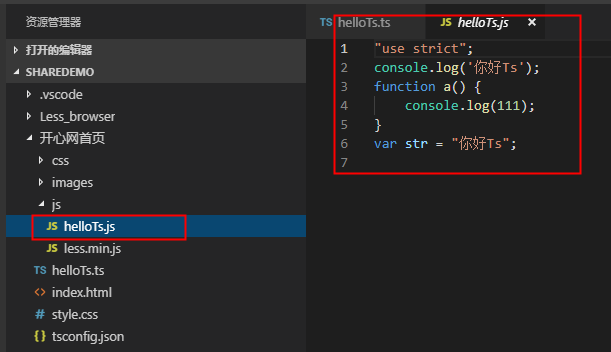 资源管理器
打开的编辑器
SHAREDEMO
.vscode
Less_browser
开心网首页
css
images
js
JS helloTs.js
JS less.min.js
TS helloTs.ts
<> index.html
# style.css
{} tsconfig.json
TS helloTs.ts
JS helloTs.js ×
1 "use strict";
2 console.log('你好Ts');
3 function a() {
4     console.log(111);
5 }
6 var str = "你好Ts";
7